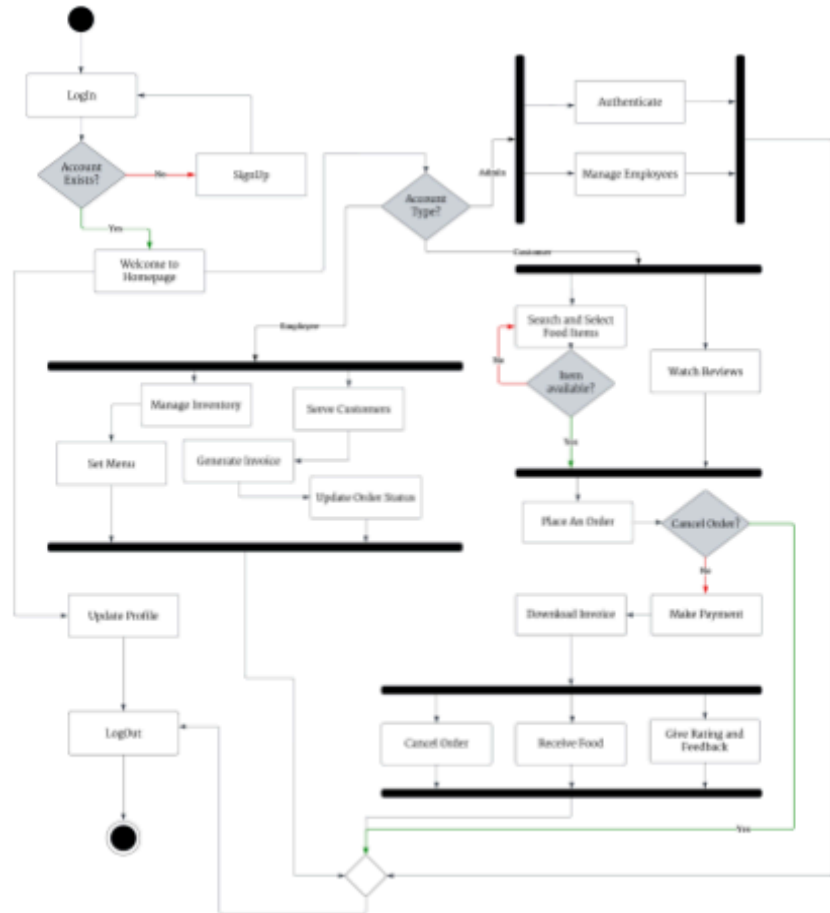 LogIn
Account
Exists?
No
SignUp
Yes
Welcome to
Homepage
Account
Type?
Admin
Authenticate
Manage Employees
Customer
Employee
Search and Select
Food Items
No
Item
available?
Yes
Watch Reviews
Manage Inventory
Serve Customers
Set Menu
Generate Invoice
Update Order Status
Place An Order
Cancel Order?
No
Make Payment
Download Invoice
Update Profile
LogOut
Cancel Order
Receive Food
Give Rating and
Feedback
Yes